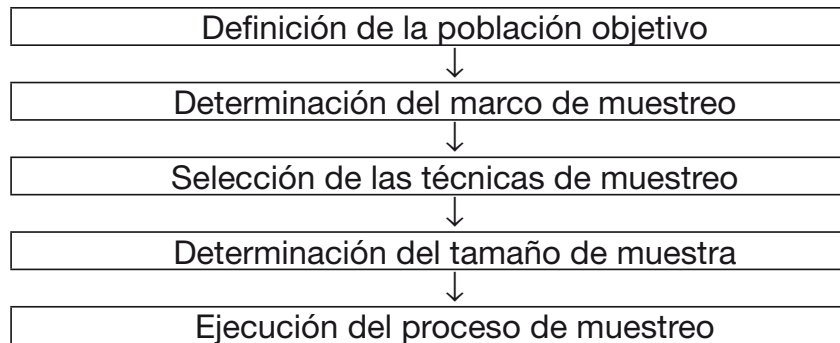 Definición de la población objetivo
Determinación del marco de muestreo
Selección de las técnicas de muestreo
Determinación del tamaño de muestra
Ejecución del proceso de muestreo